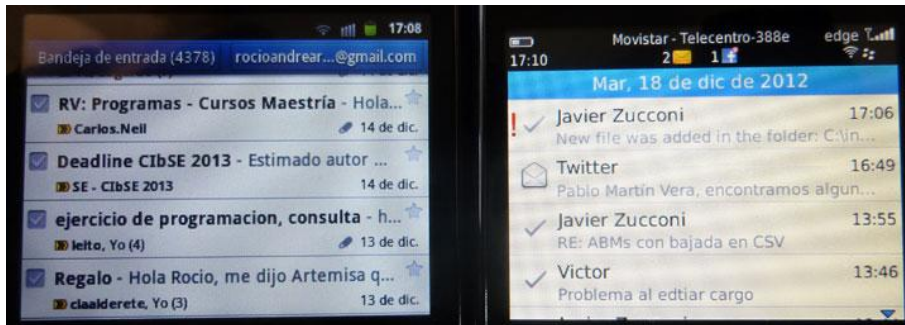 17:08
Bandeja de entrada (4378) rocioandrear...@gmail.com
RV: Programas - Cursos Maestría - Hola...
Carlos.Neil 14 de dic.
Deadline CIbSE 2013 - Estimado autor ...
SE - CIbSE 2013 14 de dic.
ejercicio de programacion, consulta - h...
leito, Yo (4) 13 de dic.
Regalo - Hola Rocio, me dijo Artemisa q...
claalderete, Yo (3) 13 de dic.
Movistar - Telecentro-388e edge
17:10 2 1
Mar, 18 de dic de 2012
Javier Zucconi 17:06
New file was added in the folder: C:\in...
Twitter 16:49
Pablo Martín Vera, encontramos algun...
Javier Zucconi 13:55
RE: ABMs con bajada en CSV
Victor 13:46
Problema al edtiar cargo